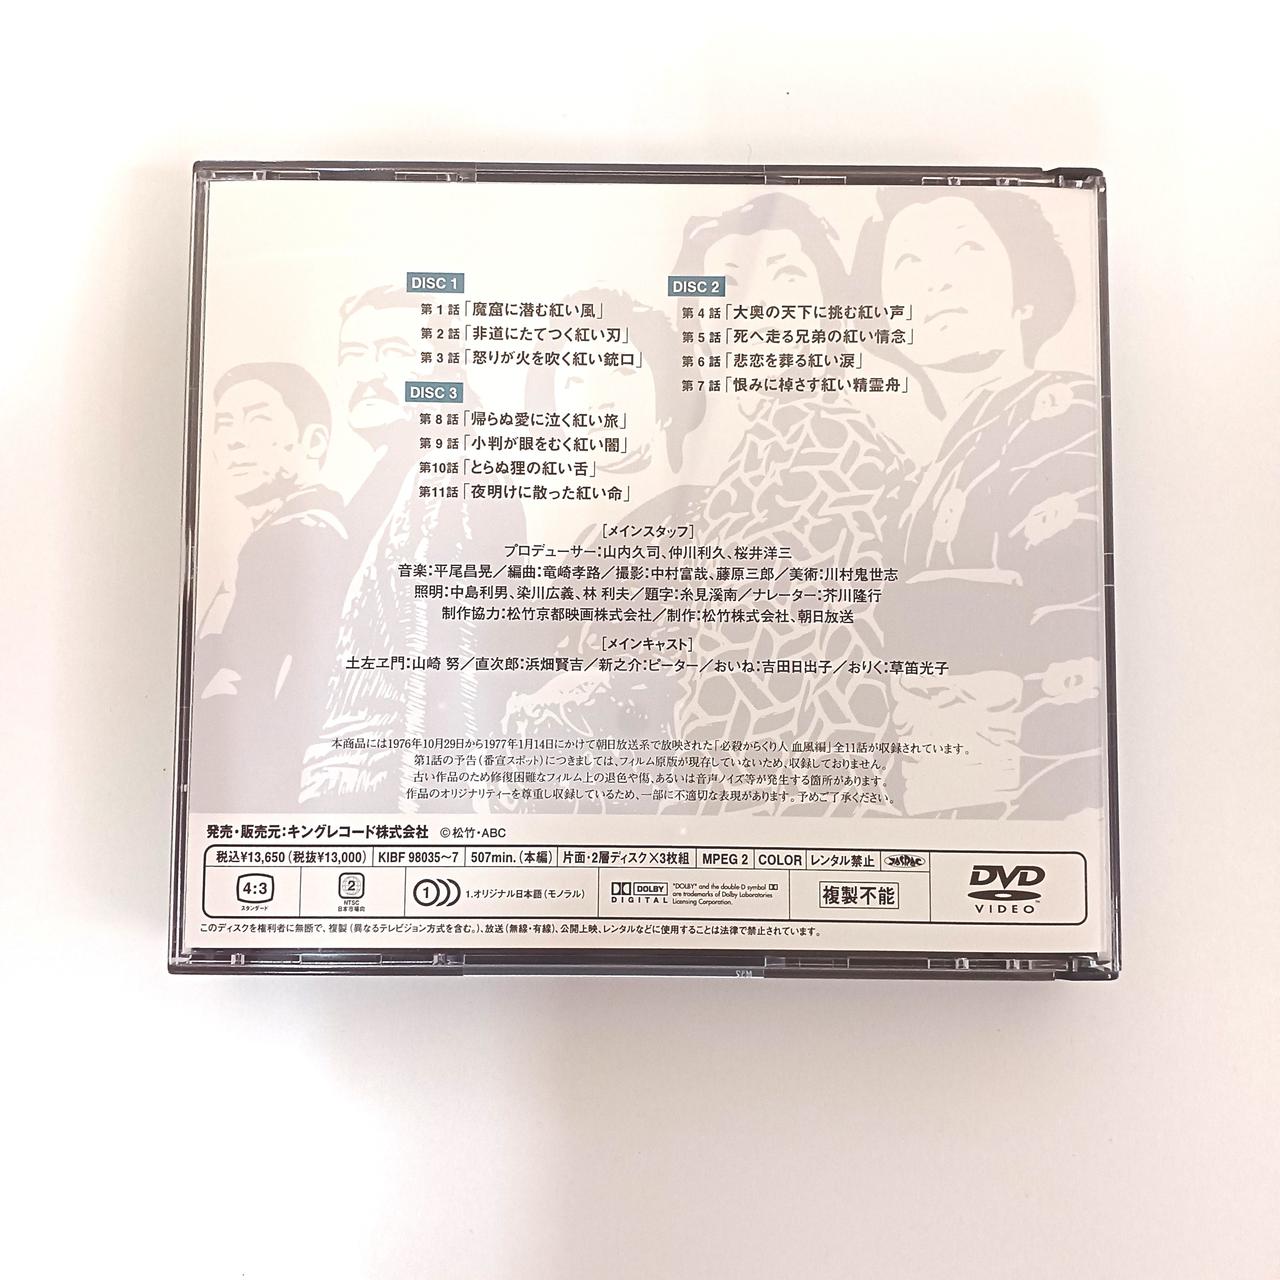 DISC 1
第 1 話「魔窟に潜む紅い風」
第 2 話「非道にたてつく紅い刃」
第 3 話「怒りが火を吹く紅い銃口」
DISC 2
第 4 話「大奥の天下に挑む紅い声」
第 5 話「死へ走る兄弟の紅い情念」
第 6 話「悲恋を葬る紅い涙」
第 7 話「恨みに棹さす紅い精霊舟」
DISC 3
第 8 話「帰らぬ愛に泣く紅い旅」
第 9 話「小判が眼をむく紅い闇」
第10話「とらぬ狸の紅い舌」
第11話「夜明けに散った紅い命」
[メインスタッフ]
プロデューサー:山内久司、仲川利久、桜井洋三
音楽:平尾昌晃/編曲:竜崎孝路/撮影:中村富哉、藤原三郎/美術:川村鬼世志
照明:中島利男、染川広義、林 利夫/題字:糸見溪南/ナレーター:芥川隆行
制作協力:松竹京都映画株式会社/制作:松竹株式会社、朝日放送
[メインキャスト]
土左ヱ門:山崎 努/直次郎:浜畑賢吉/新之介:ピーター/おいね:吉田日出子/おりく:草笛光子
本商品には1976年10月29日から1977年1月14日にかけて朝日放送系で放映された「必殺からくり人 血風編」全11話が収録されています。
第1話の予告(番宣スポット)につきましては、フィルム原版が現存していないため、収録しておりません。
古い作品のため修復困難なフィルム上の退色や傷、あるいは音声ノイズ等が発生する箇所があります。
作品のオリジナリティーを尊重し収録しているため、一部に不適切な表現があります。予めご了承ください。
発売・販売元:キングレコード株式会社 ©松竹・ABC
税込¥13,650(税抜¥13,000) KIBF 98035~7 507min.(本編) 片面・2層ディスク×3枚組 MPEG 2 COLOR レンタル禁止 JASRAC
4:3
スタンダード
2
NTSC
日本市場向
1 1.オリジナル日本語(モノラル)
DOLBY
DIGITAL
"DOLBY" and the double-D symbol
are trademarks of Dolby Laboratories
Licensing Corporation.
複製不能
DVD
VIDEO™
このディスクを権利者に無断で、複製(異なるテレビジョン方式を含む。)、放送(無線・有線)、公開上映、レンタルなどに使用することは法律で禁止されています。